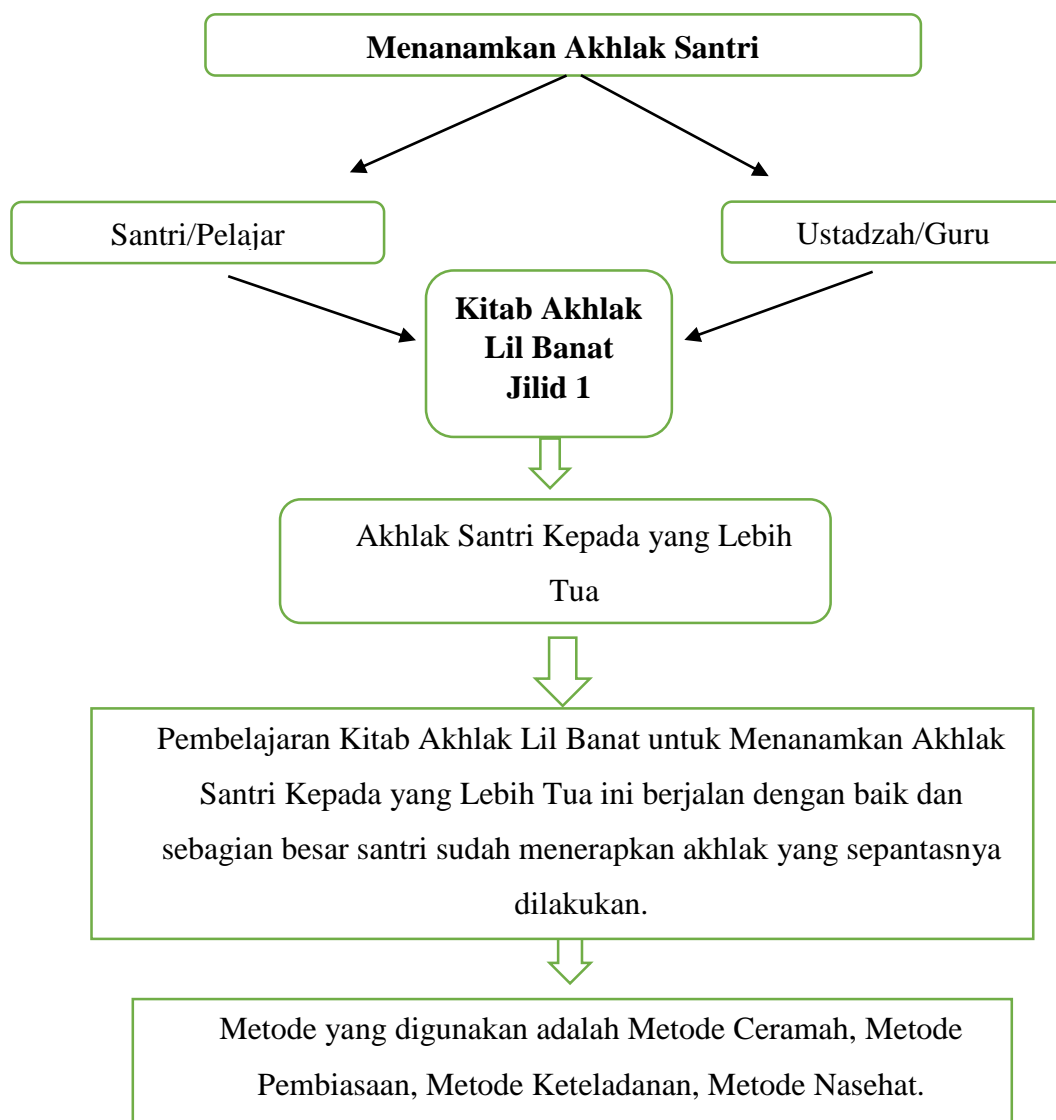 Menanamkan Akhlak Santri
Santri/Pelajar
Ustadzah/Guru
Kitab Akhlak
Lil Banat
Jilid 1
Akhlak Santri Kepada yang Lebih
Tua
Pembelajaran Kitab Akhlak Lil Banat untuk Menanamkan Akhlak
Santri Kepada yang Lebih Tua ini berjalan dengan baik dan
sebagian besar santri sudah menerapkan akhlak yang sepantasnya
dilakukan.
Metode yang digunakan adalah Metode Ceramah, Metode
Pembiasaan, Metode Keteladanan, Metode Nasehat.